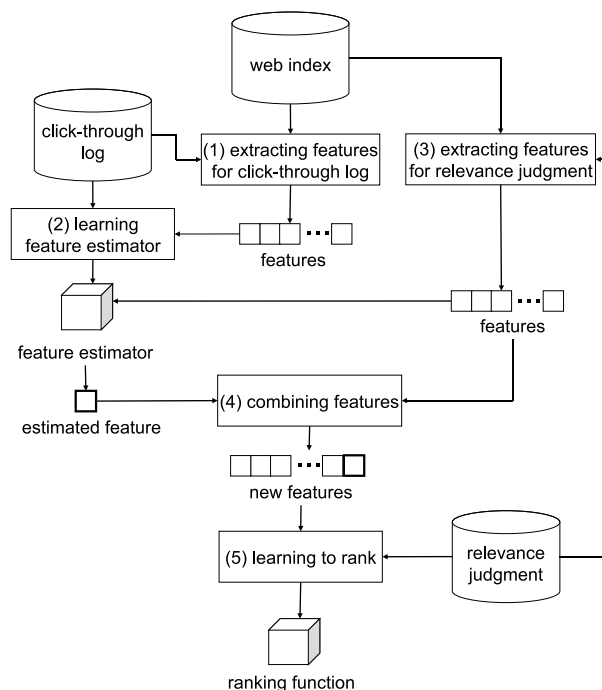 web index
click-through
log
(1) extracting features
for click-through log
(3) extracting features
for relevance judgment
(2) learning
feature estimator
features
features
feature estimator
estimated feature
(4) combining features
new features
(5) learning to rank
relevance
judgment
ranking function